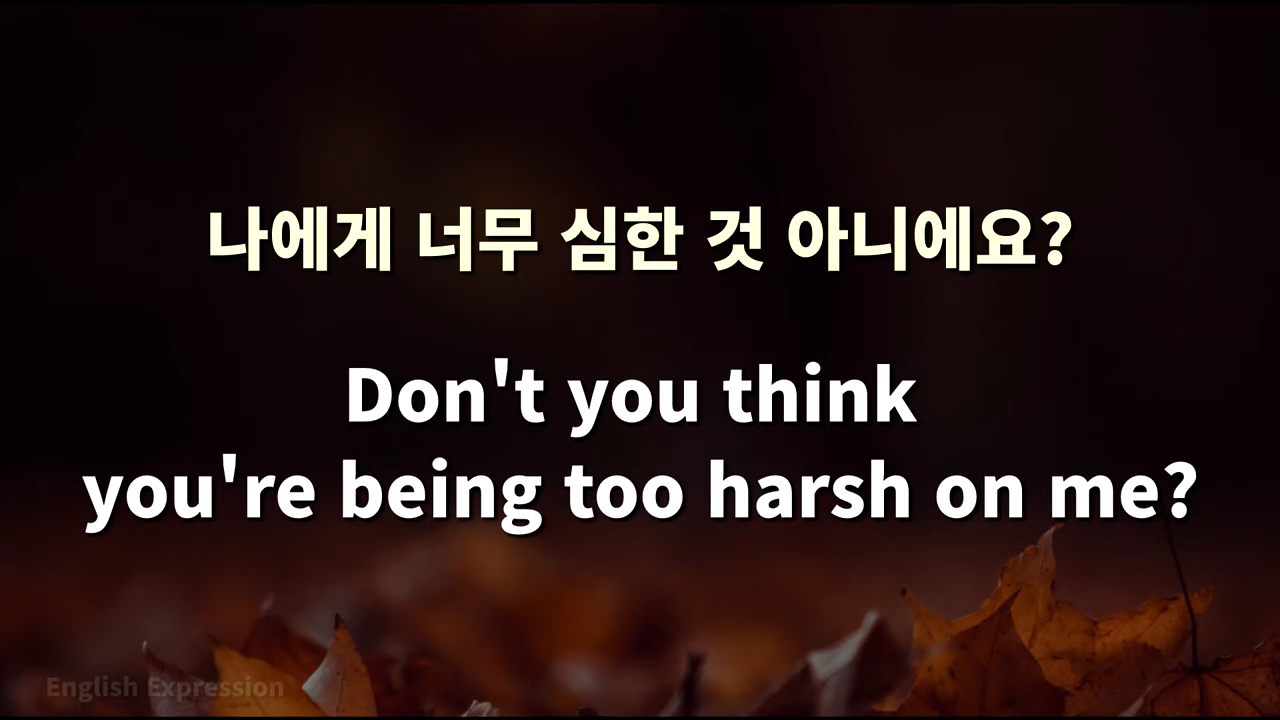 나에게 너무 심한 것 아니에요?
Don't you think
you're being too harsh on me?
English Expression